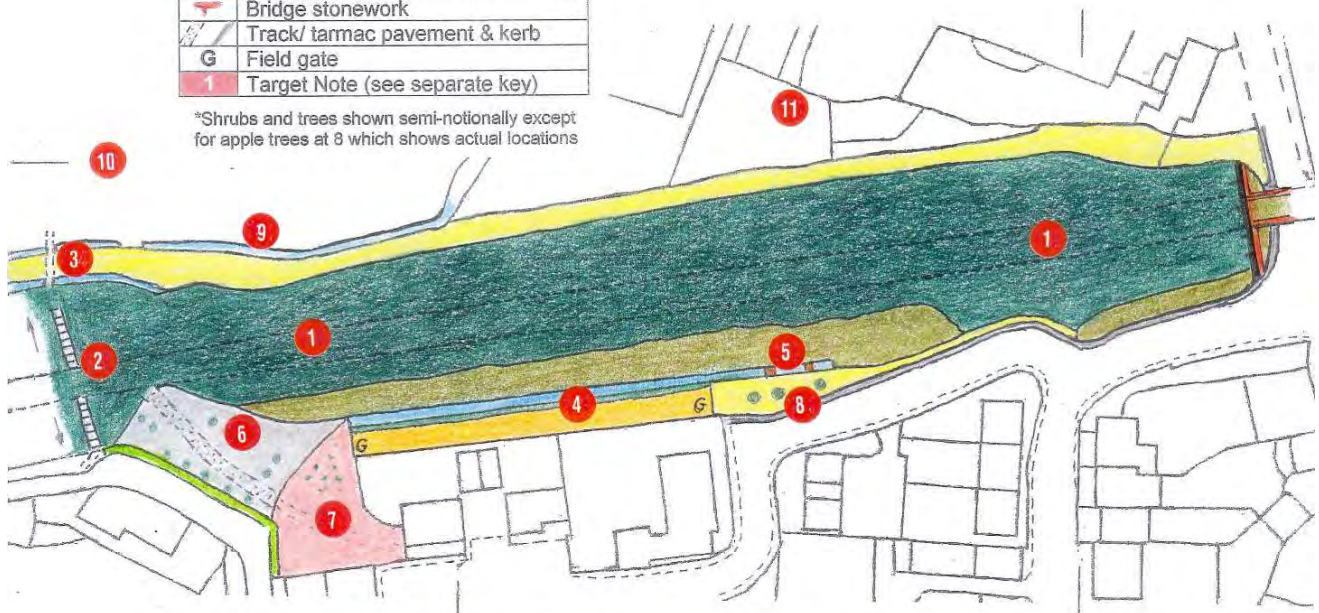 Bridge stonework
Track/ tarmac pavement & kerb
G Field gate
1 Target Note (see separate key)
*Shrubs and trees shown semi-notionally except
for apple trees at 8 which shows actual locations
11
10
9
3
1
1
2
5
4
G
8
6
G
7